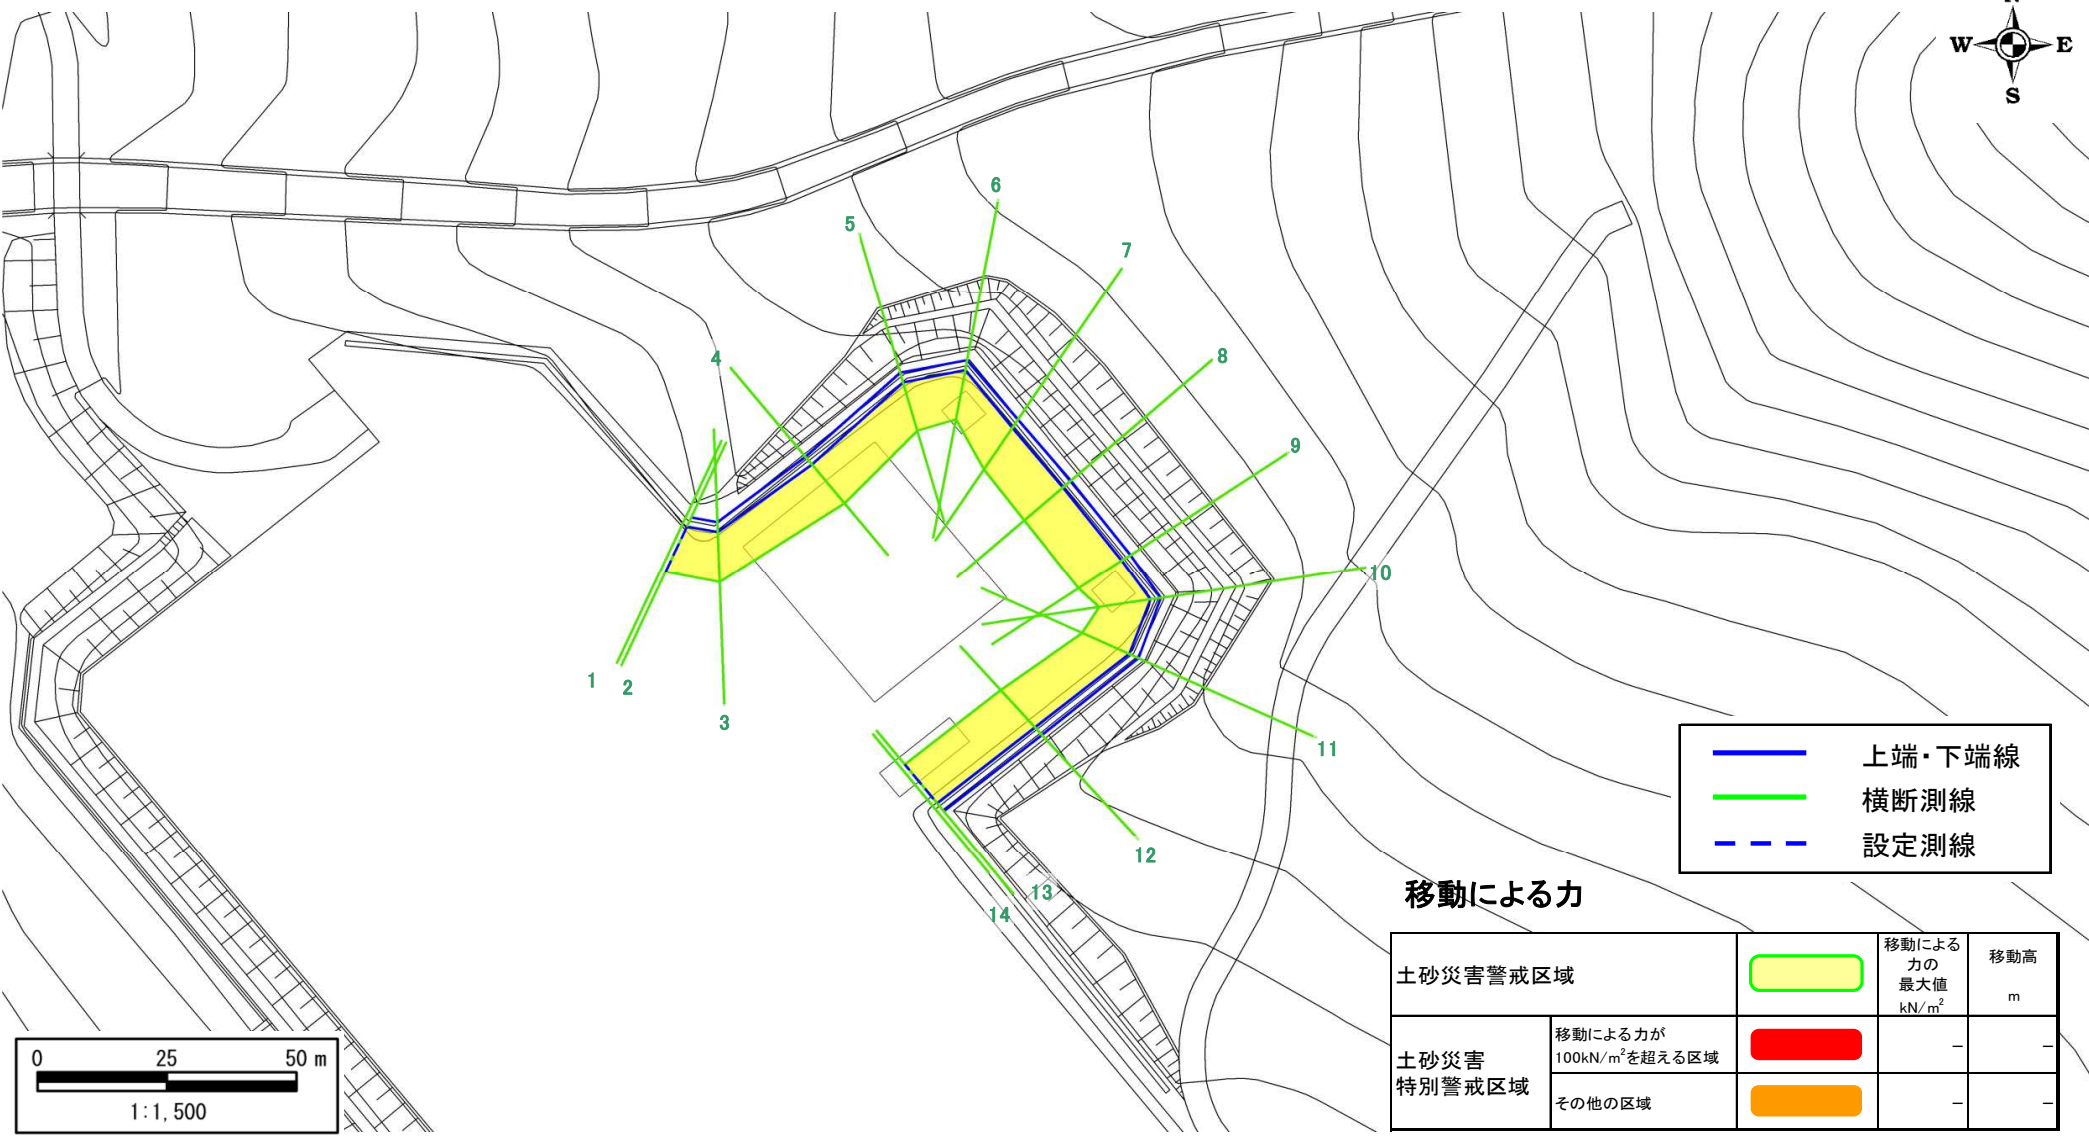 N
W E
S
6
5
7
4
8
9
10
1
2
3
11
12
13
14
上端・下端線
横断測線
設定測線
移動による力
土砂災害警戒区域
移動による
力の
最大値
kN/m²
移動高
m
土砂災害
特別警戒区域
移動による力が
100kN/m²を超える区域
－
－
その他の区域
－
－
0 25 50 m
1:1,500